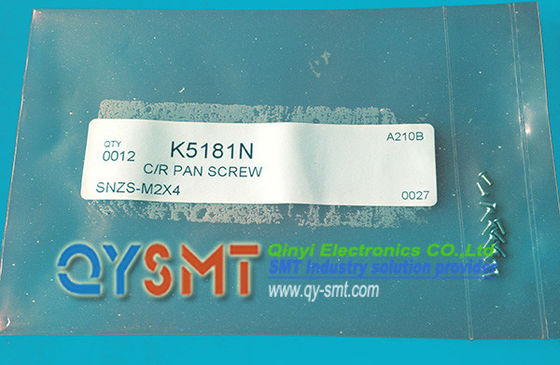 QTY
0012
K5181N
A210B
C/R PAN SCREW
SNZS-M2X4
0027
QYSMT
Qinyi Electronics CO.,Ltd
SMT Industry solution provider
www.qy-smt.com